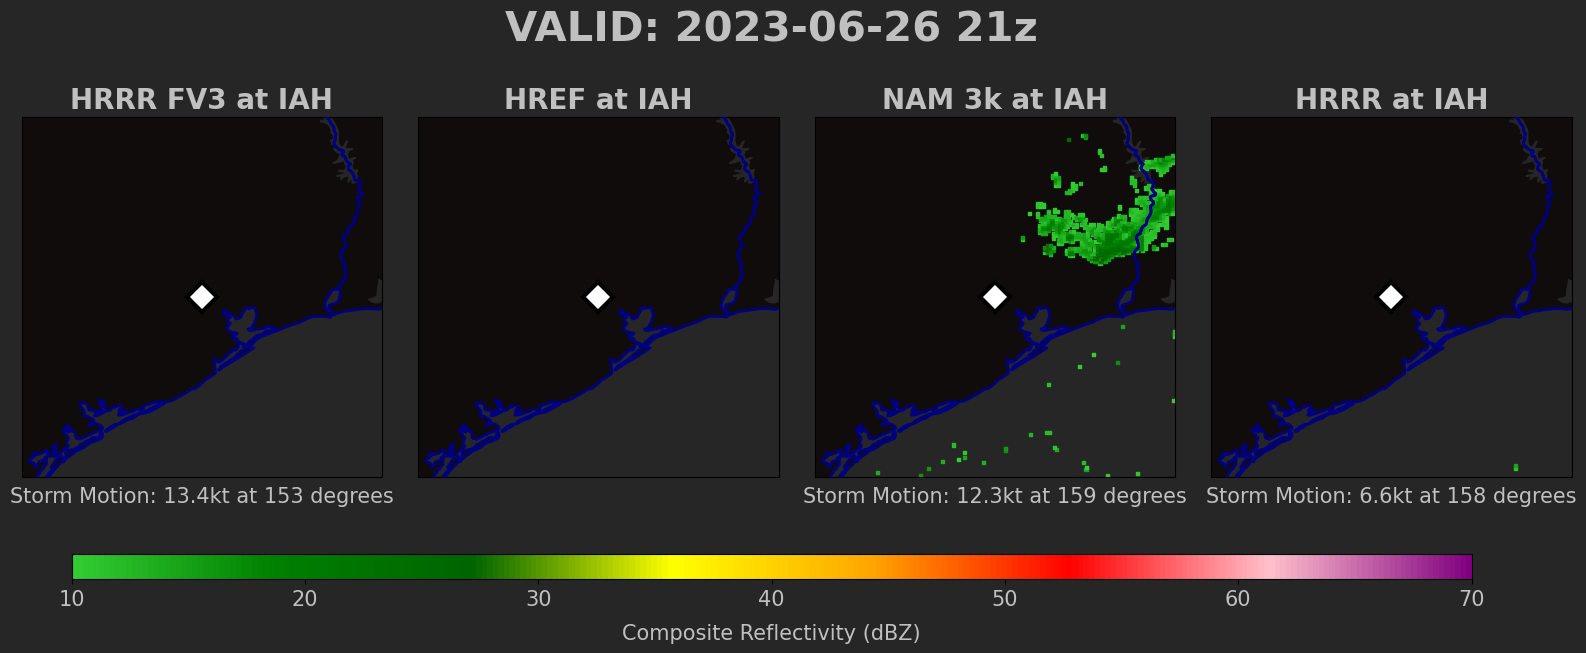 VALID: 2023-06-26 21z
HRRR FV3 at IAH
HREF at IAH
NAM 3k at IAH
HRRR at IAH
Storm Motion: 13.4kt at 153 degrees
Storm Motion: 12.3kt at 159 degrees
Storm Motion: 6.6kt at 158 degrees
10 20 30 40 50 60 70
Composite Reflectivity (dBZ)